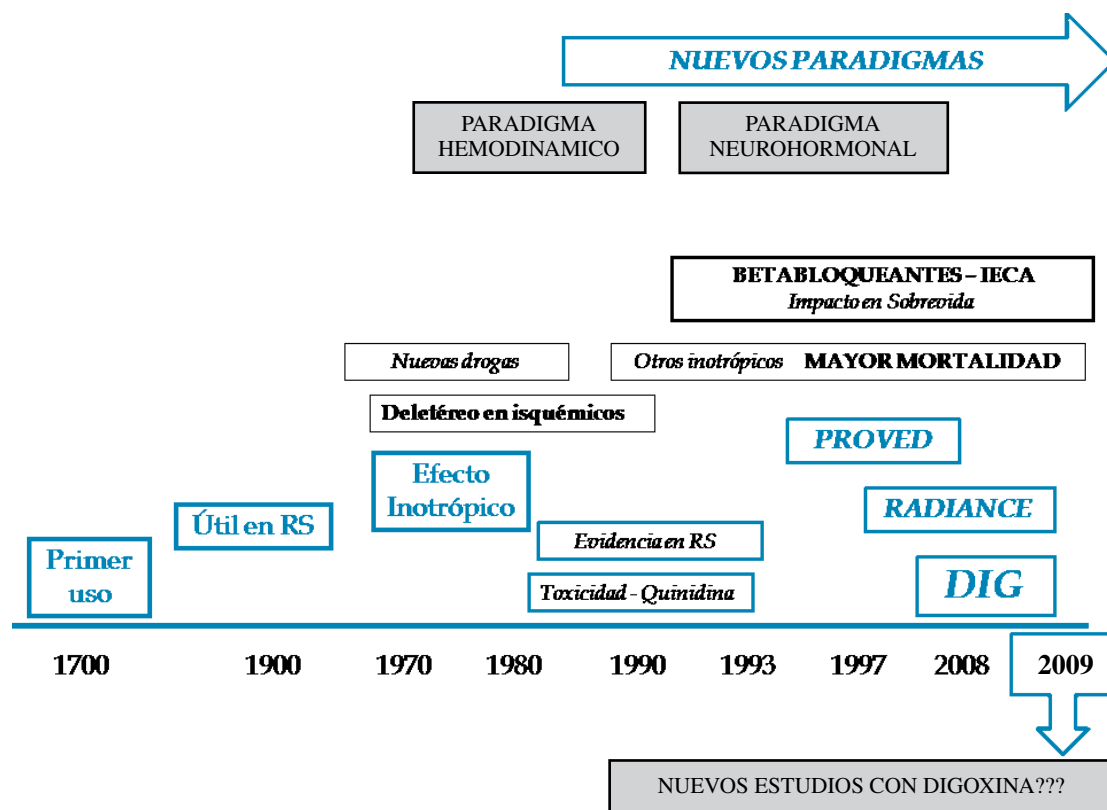 NUEVOS PARADIGMAS
PARADIGMA
HEMODINAMICO
PARADIGMA
NEUROHORMONAL
BETABLOQUEANTES – IECA
Impacto en Sobrevida
Nuevas drogas
Otros inotrópicos MAYOR MORTALIDAD
Deletéreo en isquémicos
PROVED
Efecto
Inotrópico
RADIANCE
Útil en RS
Evidencia en RS
Primer
uso
Toxicidad - Quinidina
DIG
1700 1900 1970 1980 1990 1993 1997 2008 2009
NUEVOS ESTUDIOS CON DIGOXINA???